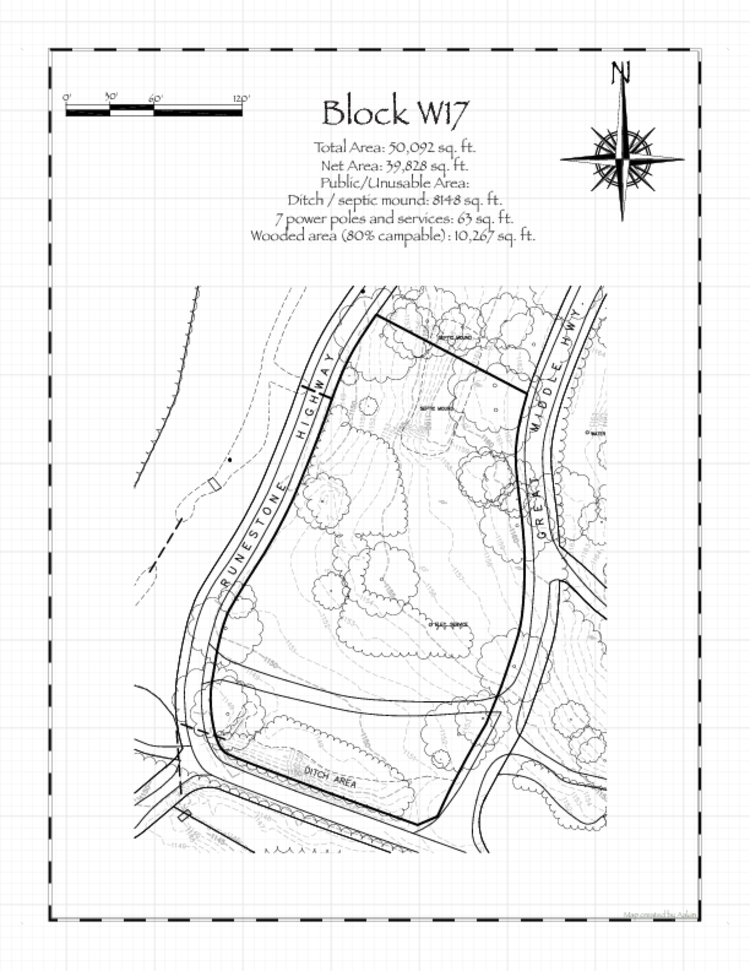 N
0' 30' 60' 120'
Block W17
Total Area: 50,092 sq. ft.
Net Area: 39,828 sq. ft.
Public/Unusable Area:
Ditch / septic mound: 8148 sq. ft.
7 power poles and services: 63 sq. ft.
Wooded area (80% campable): 10,267 sq. ft.
SEPTIC MOUND
SEPTIC MOUND
RUNESTONE HIGHWAY
GREAT MIDDLE HWY.
WATER
ELEC. SERVICE
DITCH AREA
Map created by